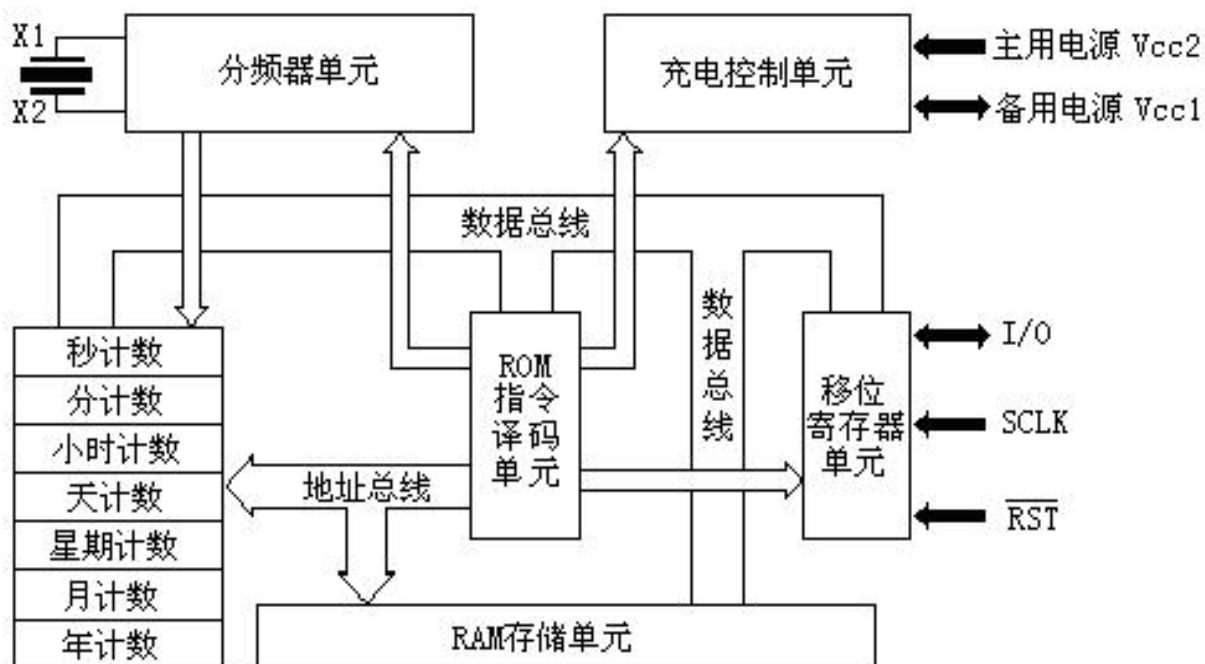 X1
X2
分频器单元
充电控制单元
主用电源 Vcc2
备用电源 Vcc1
数据总线
数据总线
秒计数
分计数
小时计数
天计数
星期计数
月计数
年计数
地址总线
ROM
指令
译码
单元
移位
寄存器
单元
I/O
SCLK
R̅S̅T̅
RAM存储单元